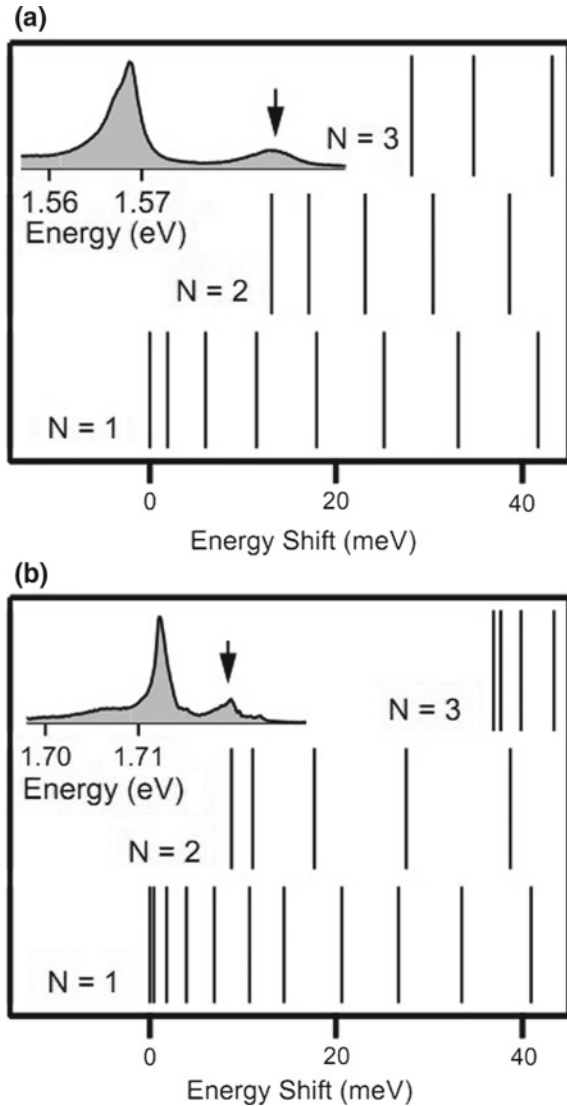 (a)
N = 3
1.56 1.57
Energy (eV)
N = 2
N = 1
0 20 40
Energy Shift (meV)
(b)
N = 3
1.70 1.71
Energy (eV)
N = 2
N = 1
0 20 40
Energy Shift (meV)